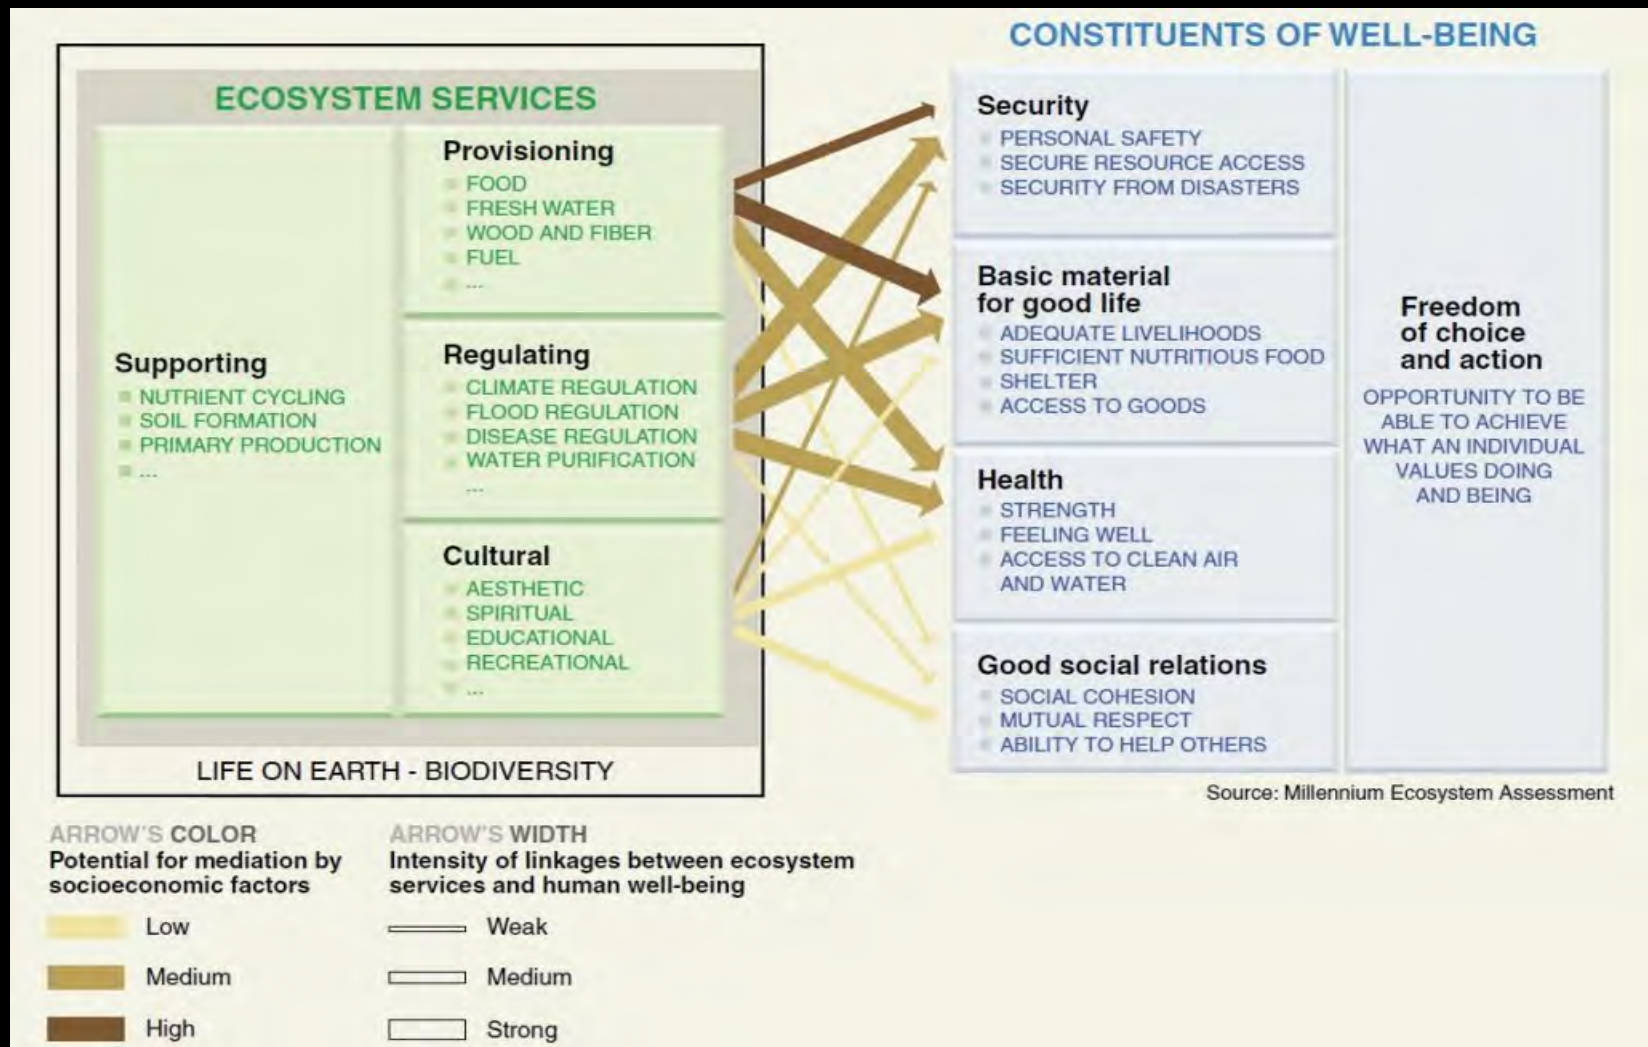 CONSTITUENTS OF WELL-BEING
ECOSYSTEM SERVICES
Supporting
NUTRIENT CYCLING
SOIL FORMATION
PRIMARY PRODUCTION
...
Provisioning
FOOD
FRESH WATER
WOOD AND FIBER
FUEL
...
Regulating
CLIMATE REGULATION
FLOOD REGULATION
DISEASE REGULATION
WATER PURIFICATION
...
Cultural
AESTHETIC
SPIRITUAL
EDUCATIONAL
RECREATIONAL
...
LIFE ON EARTH - BIODIVERSITY
Security
PERSONAL SAFETY
SECURE RESOURCE ACCESS
SECURITY FROM DISASTERS
Basic material
for good life
ADEQUATE LIVELIHOODS
SUFFICIENT NUTRITIOUS FOOD
SHELTER
ACCESS TO GOODS
Health
STRENGTH
FEELING WELL
ACCESS TO CLEAN AIR
AND WATER
Good social relations
SOCIAL COHESION
MUTUAL RESPECT
ABILITY TO HELP OTHERS
Freedom
of choice
and action
OPPORTUNITY TO BE
ABLE TO ACHIEVE
WHAT AN INDIVIDUAL
VALUES DOING
AND BEING
Source: Millennium Ecosystem Assessment
ARROW'S COLOR
Potential for mediation by
socioeconomic factors
Low
Medium
High
ARROW'S WIDTH
Intensity of linkages between ecosystem
services and human well-being
Weak
Medium
Strong